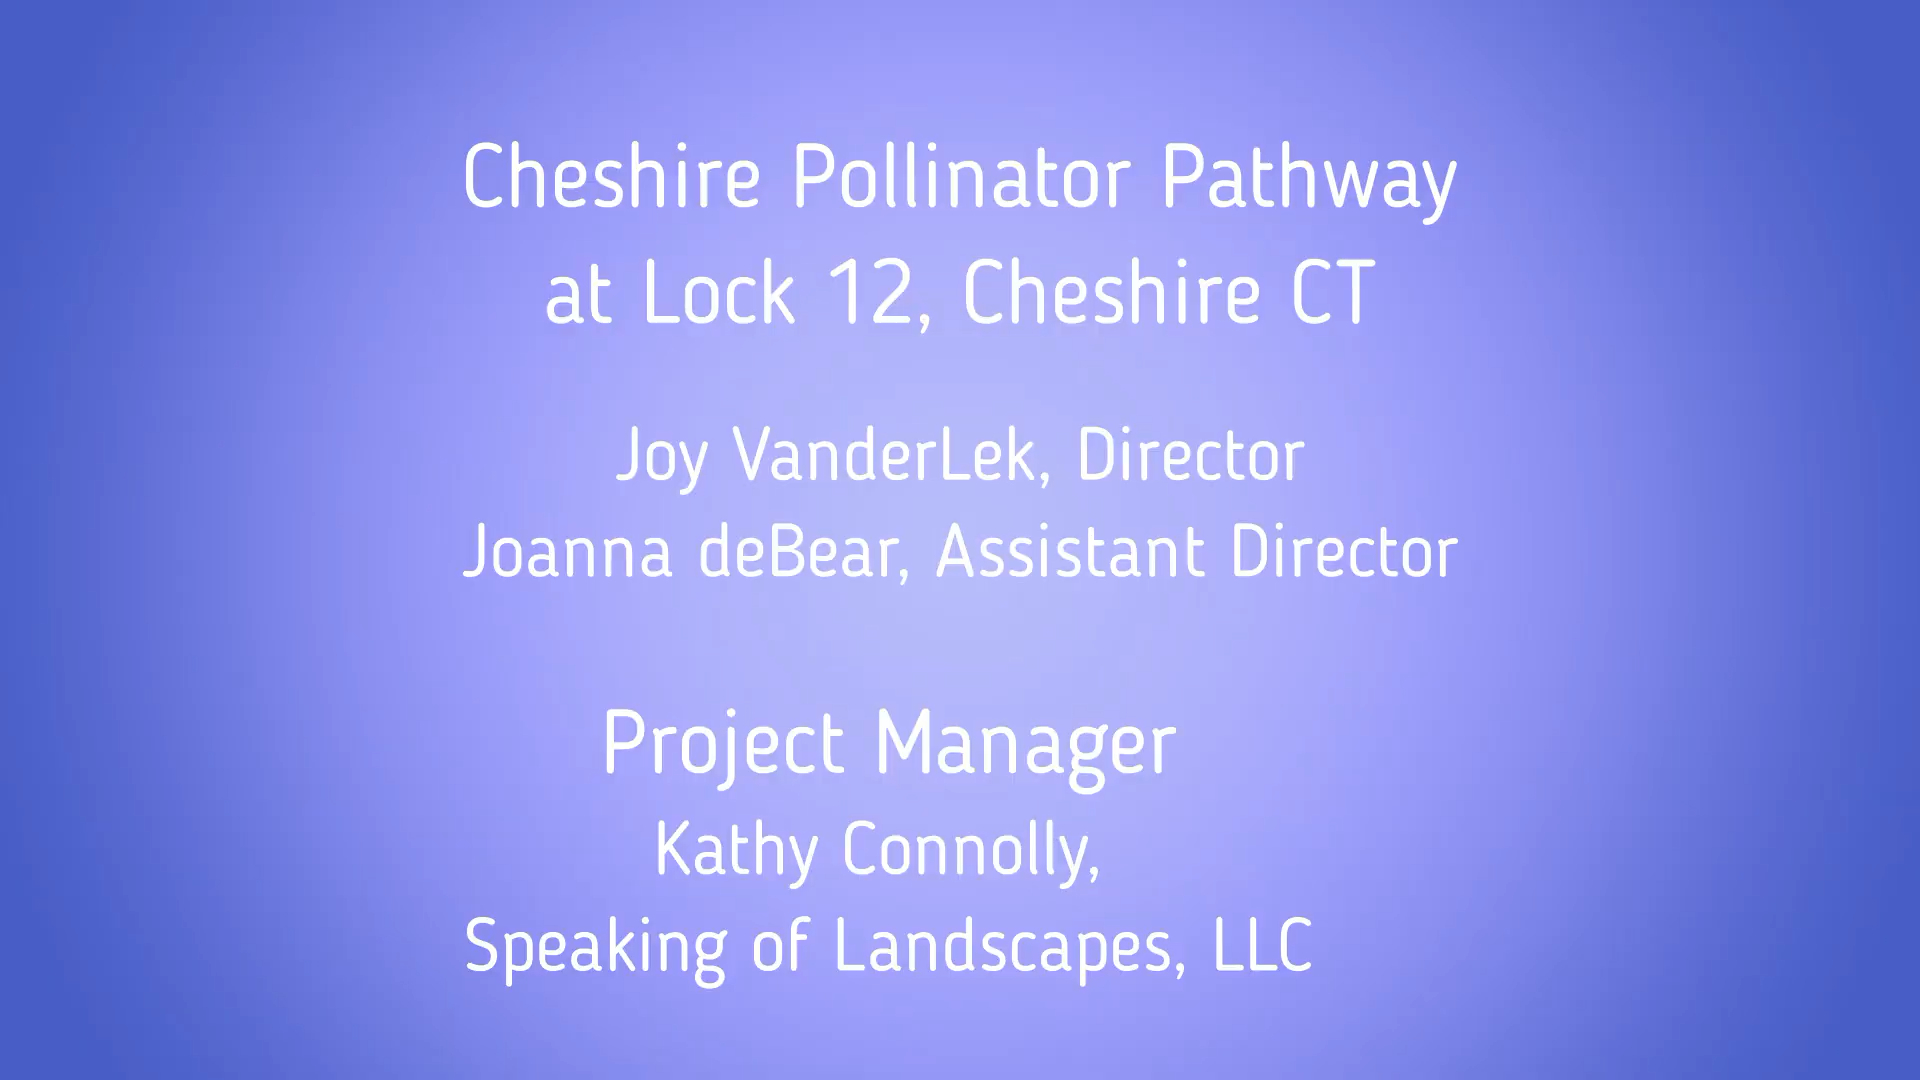 Cheshire Pollinator Pathway
at Lock 12, Cheshire CT
Joy VanderLek, Director
Joanna deBear, Assistant Director
Project Manager
Kathy Connolly,
Speaking of Landscapes, LLC